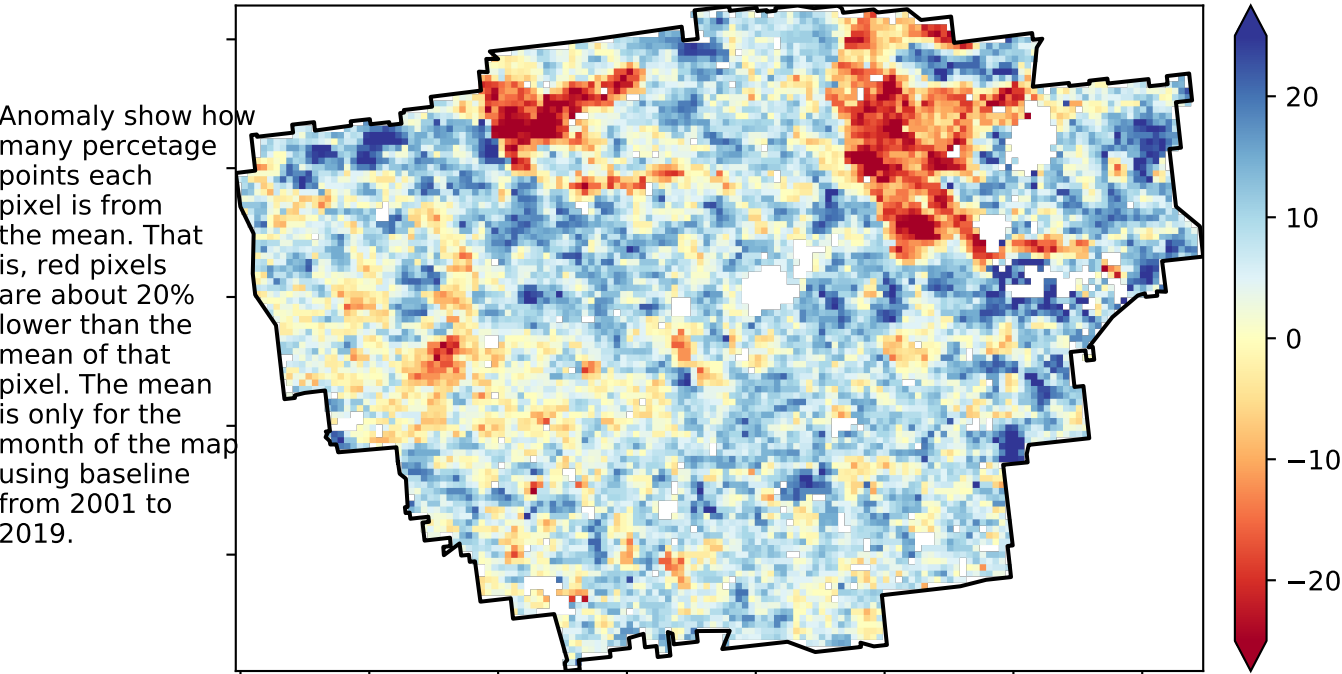 Anomaly show how
many percetage
points each
pixel is from
the mean. That
is, red pixels
are about 20%
lower than the
mean of that
pixel. The mean
is only for the
month of the map
using baseline
from 2001 to
2019.
20
10
0
−10
−20